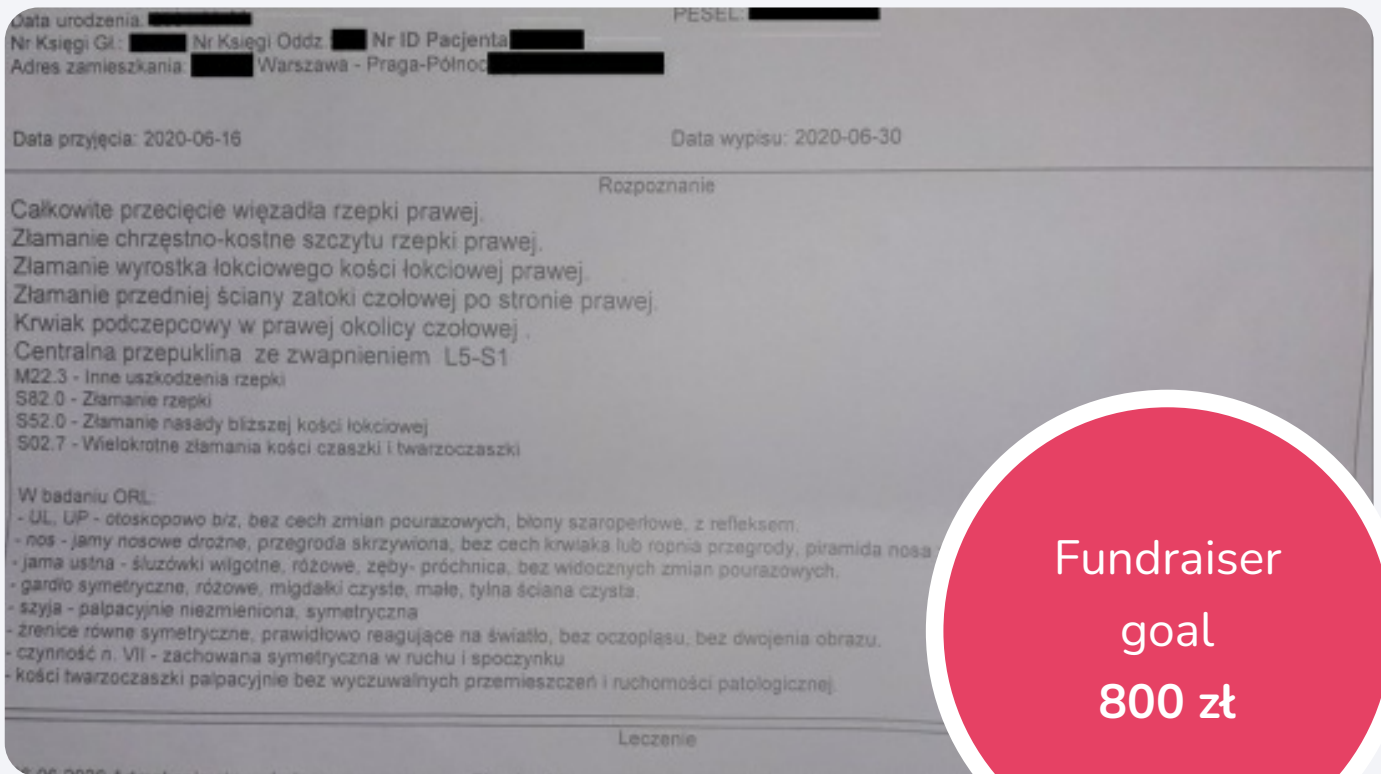 Data urodzenia:
PESEL:
Nr Księgi Gł.: Nr Księgi Oddz. Nr ID Pacjenta
Adres zamieszkania: Warszawa - Praga-Północ
Data przyjęcia: 2020-06-16
Data wypisu: 2020-06-30
Rozpoznanie
Całkowite przecięcie więzadła rzepki prawej.
Złamanie chrzęstno-kostne szczytu rzepki prawej.
Złamanie wyrostka łokciowego kości łokciowej prawej.
Złamanie przedniej ściany zatoki czołowej po stronie prawej.
Krwiak podczepcowy w prawej okolicy czołowej .
Centralna przepuklina ze zwapnieniem L5-S1
M22.3 - Inne uszkodzenia rzepki
S82.0 - Złamanie rzepki
S52.0 - Złamanie nasady bliższej kości łokciowej
S02.7 - Wielokrotne złamania kości czaszki i twarzoczaszki
W badaniu ORL:
- UL, UP - otoskopowo b/z, bez cech zmian pourazowych, błony szaroperłowe, z refleksem.
- nos - jamy nosowe drożne, przegroda skrzywiona, bez cech krwiaka lub ropnia przegrody, piramida nosa
- jama ustna - śluzówki wilgotne, różowe, zęby- próchnica, bez widocznych zmian pourazowych.
- gardło symetryczne, różowe, migdałki czyste, małe, tylna ściana czysta.
- szyja - palpacyjnie niezmieniona, symetryczna
- źrenice równe symetryczne, prawidłowo reagujące na światło, bez oczopląsu, bez dwojenia obrazu.
- czynność n. VII - zachowana symetryczna w ruchu i spoczynku
- kości twarzoczaszki palpacyjnie bez wyczuwalnych przemieszczeń i ruchomości patologicznej.
Leczenie
Fundraiser
goal
800 zł